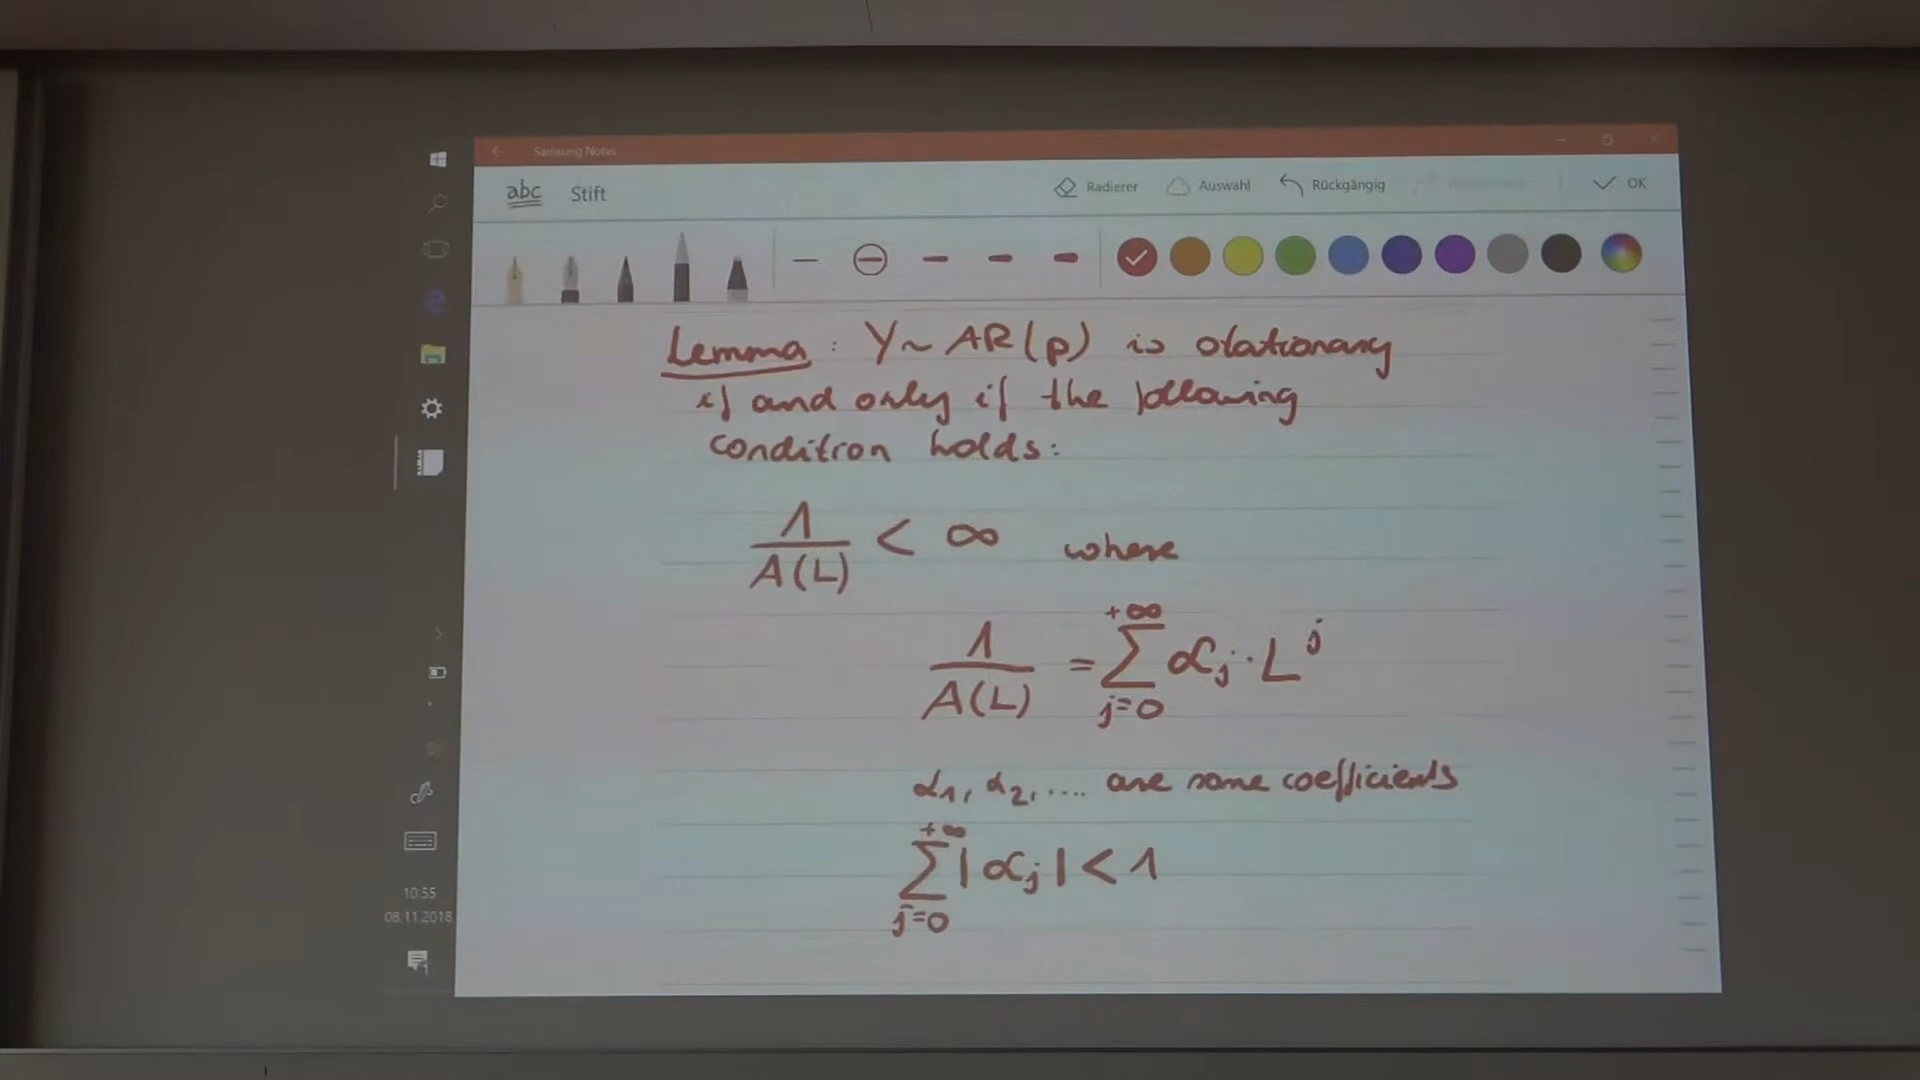 Samsung Notes
abc Stift Radierer Auswahl Rückgängig OK
Lemma: Y ~ AR(p) is stationary
if and only if the following
condition holds:
1/A(L) < ∞ where
1/A(L) = ∑_{j=0}^{+∞} α_j · L^j
α_1, α_2, .... are some coefficients
∑_{j=0}^{+∞} |α_j| < 1
10:55
08.11.2018